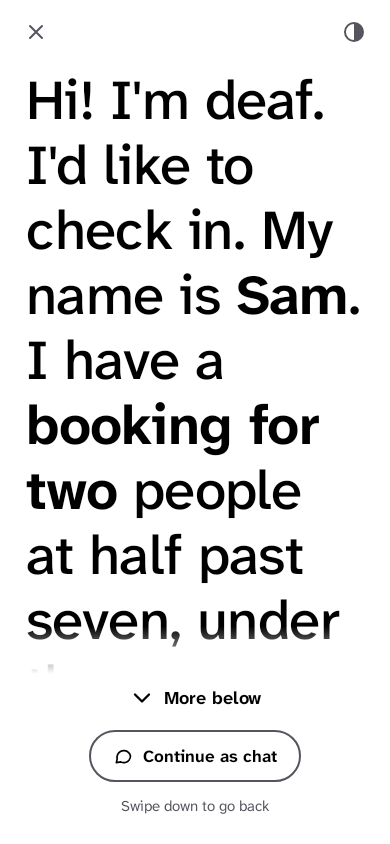 Hi! I'm deaf.
I'd like to
check in. My
name is Sam.
I have a
booking for
two people
at half past
seven, under
More below
Continue as chat
Swipe down to go back